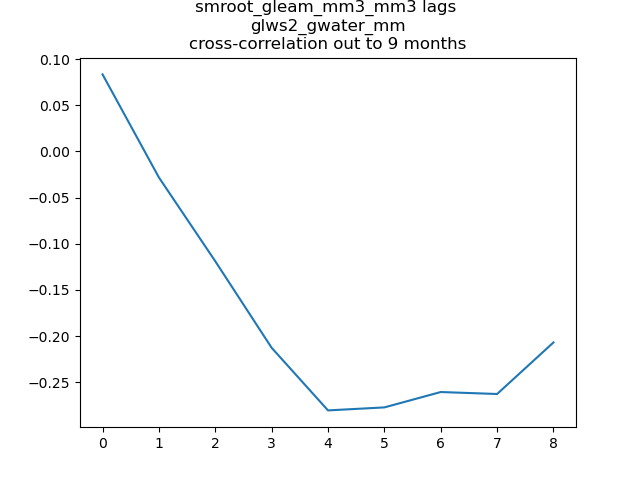 smroot_gleam_mm3_mm3 lags
glws2_gwater_mm
cross-correlation out to 9 months
0.10
0.05
0.00
−0.05
−0.10
−0.15
−0.20
−0.25
0 1 2 3 4 5 6 7 8